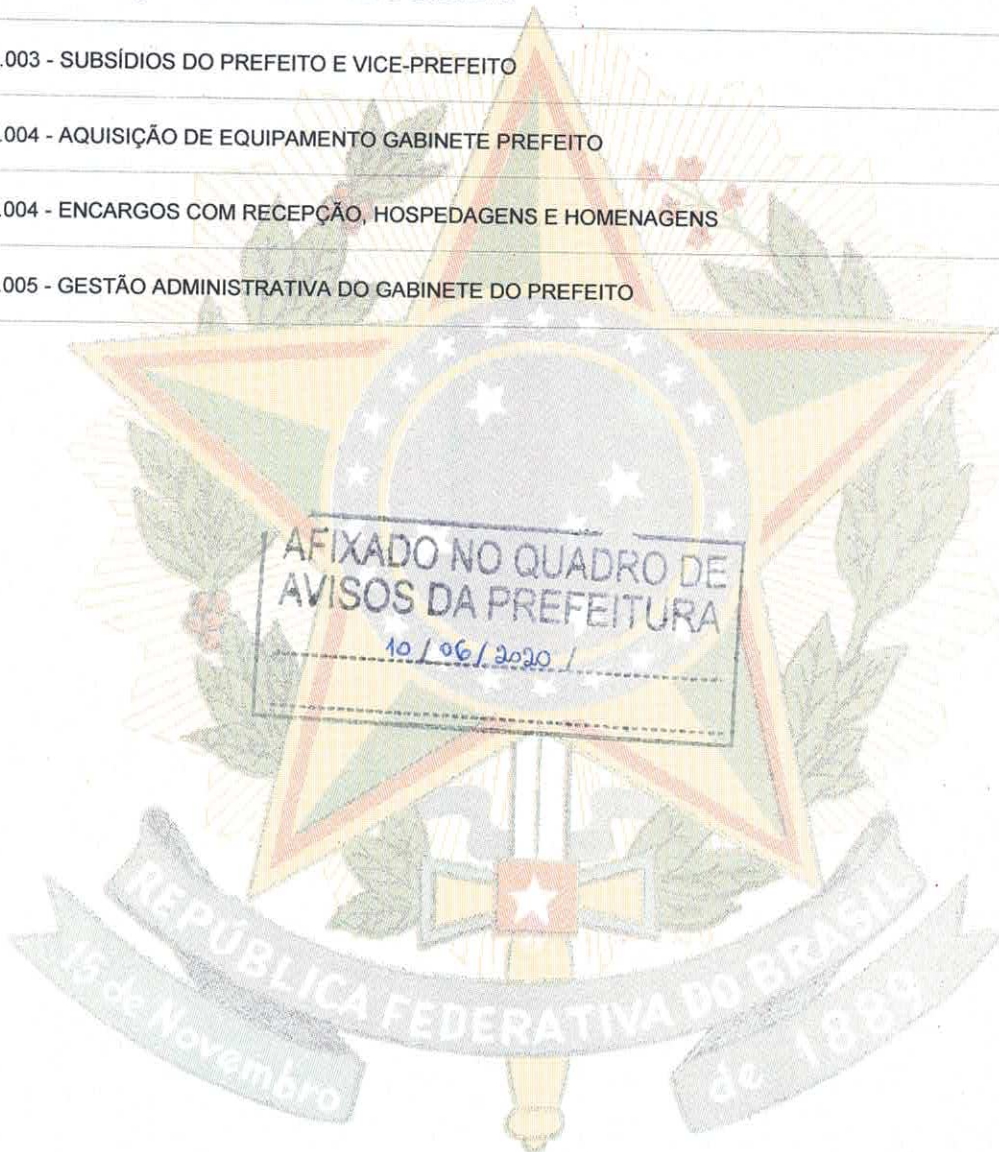 .003 - SUBSÍDIOS DO PREFEITO E VICE-PREFEITO
.004 - AQUISIÇÃO DE EQUIPAMENTO GABINETE PREFEITO
.004 - ENCARGOS COM RECEPÇÃO, HOSPEDAGENS E HOMENAGENS
.005 - GESTÃO ADMINISTRATIVA DO GABINETE DO PREFEITO
AFIXADO NO QUADRO DE
AVISOS DA PREFEITURA
10 / 06 / 2020 /
REPÚBLICA FEDERATIVA DO BRASIL
15 de Novembro
de 1889